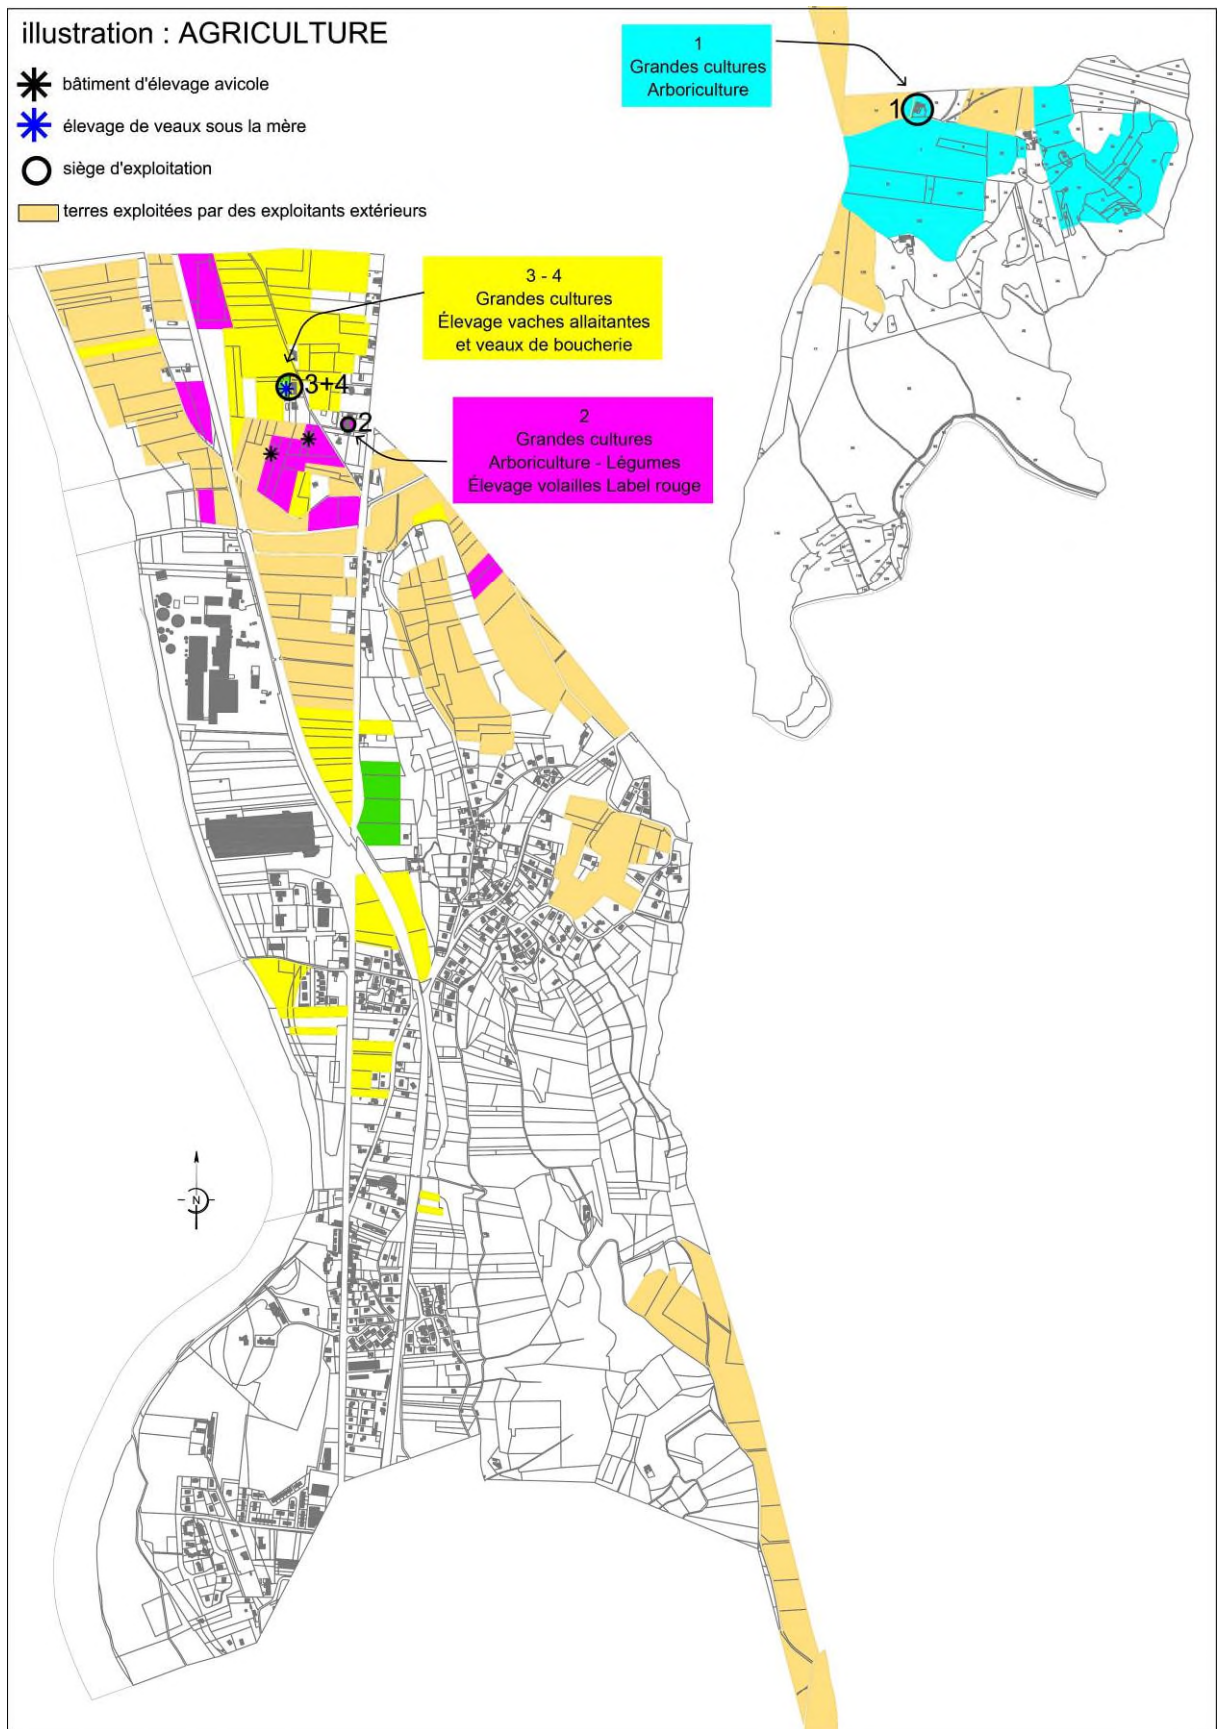 illustration : AGRICULTURE
bâtiment d'élevage avicole
élevage de veaux sous la mère
siège d'exploitation
terres exploitées par des exploitants extérieurs
1
Grandes cultures
Arboriculture
1
3 - 4
Grandes cultures
Élevage vaches allaitantes
et veaux de boucherie
3+4
2
2
Grandes cultures
Arboriculture - Légumes
Élevage volailles Label rouge
N